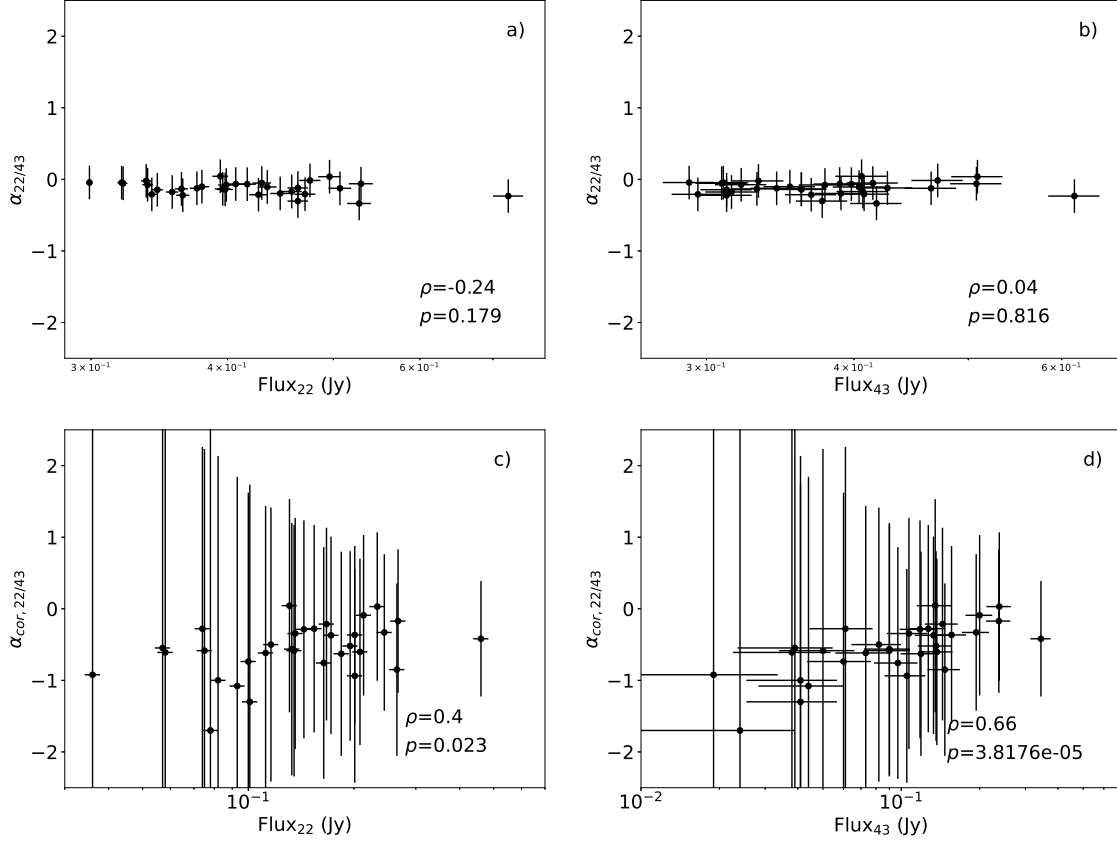 a)
2
1
0
−1
−2
α22/43
ρ=-0.24
p=0.179
3 × 10⁻¹ 4 × 10⁻¹ 6 × 10⁻¹
Flux22 (Jy)
b)
2
1
0
−1
−2
α22/43
ρ=0.04
p=0.816
3 × 10⁻¹ 4 × 10⁻¹ 6 × 10⁻¹
Flux43 (Jy)
c)
2
1
0
−1
−2
αcor, 22/43
ρ=0.4
p=0.023
10⁻¹
Flux22 (Jy)
d)
2
1
0
−1
−2
αcor, 22/43
ρ=0.66
p=3.8176e-05
10⁻² 10⁻¹
Flux43 (Jy)